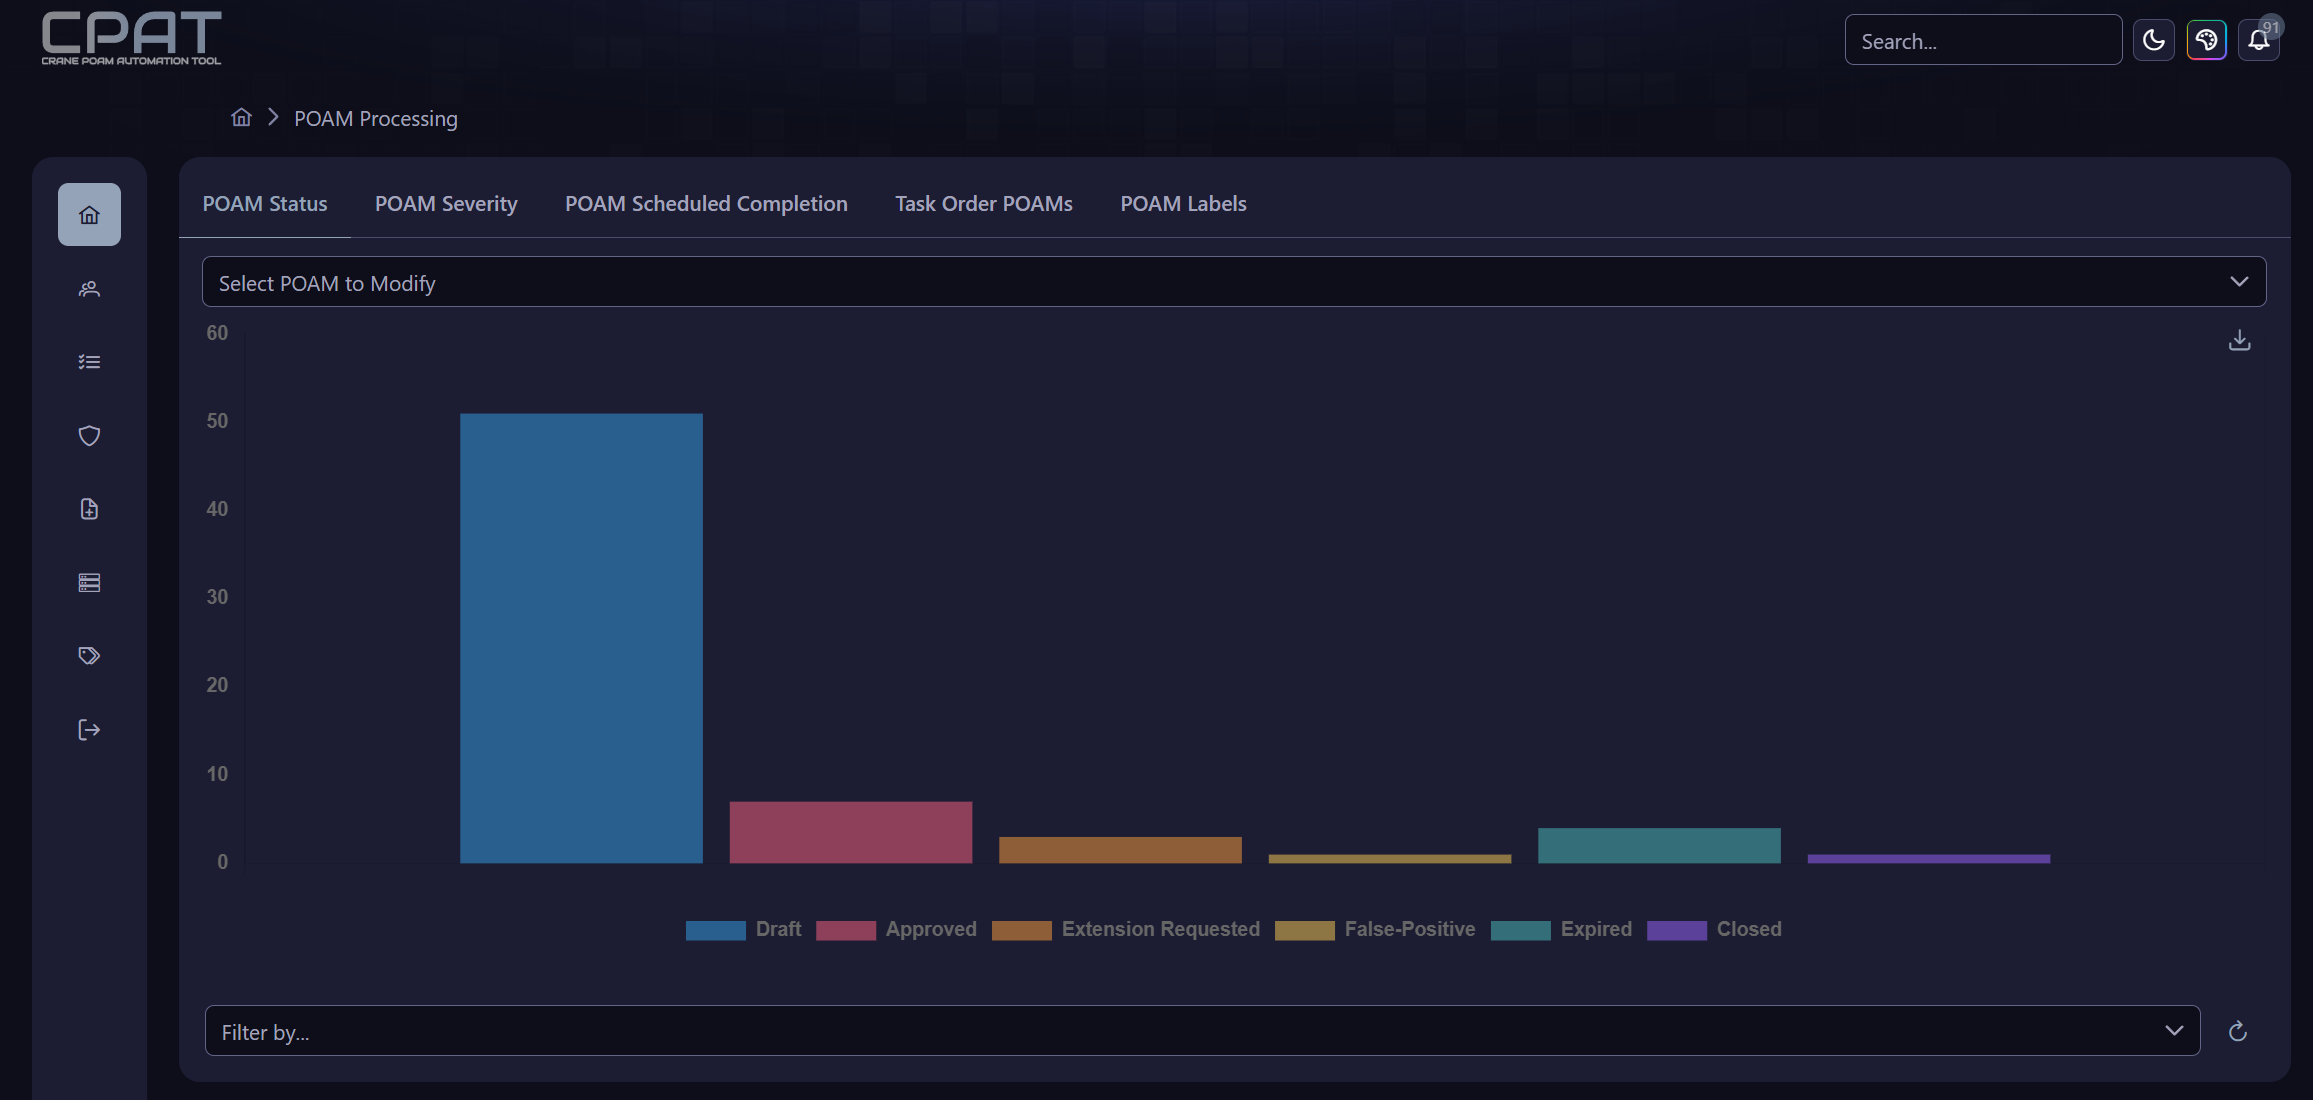 CPAT
CRANE POAM AUTOMATION TOOL
Search...
91
POAM Processing
POAM Status POAM Severity POAM Scheduled Completion Task Order POAMs POAM Labels
Select POAM to Modify
60
50
40
30
20
10
0
Draft Approved Extension Requested False-Positive Expired Closed
Filter by...